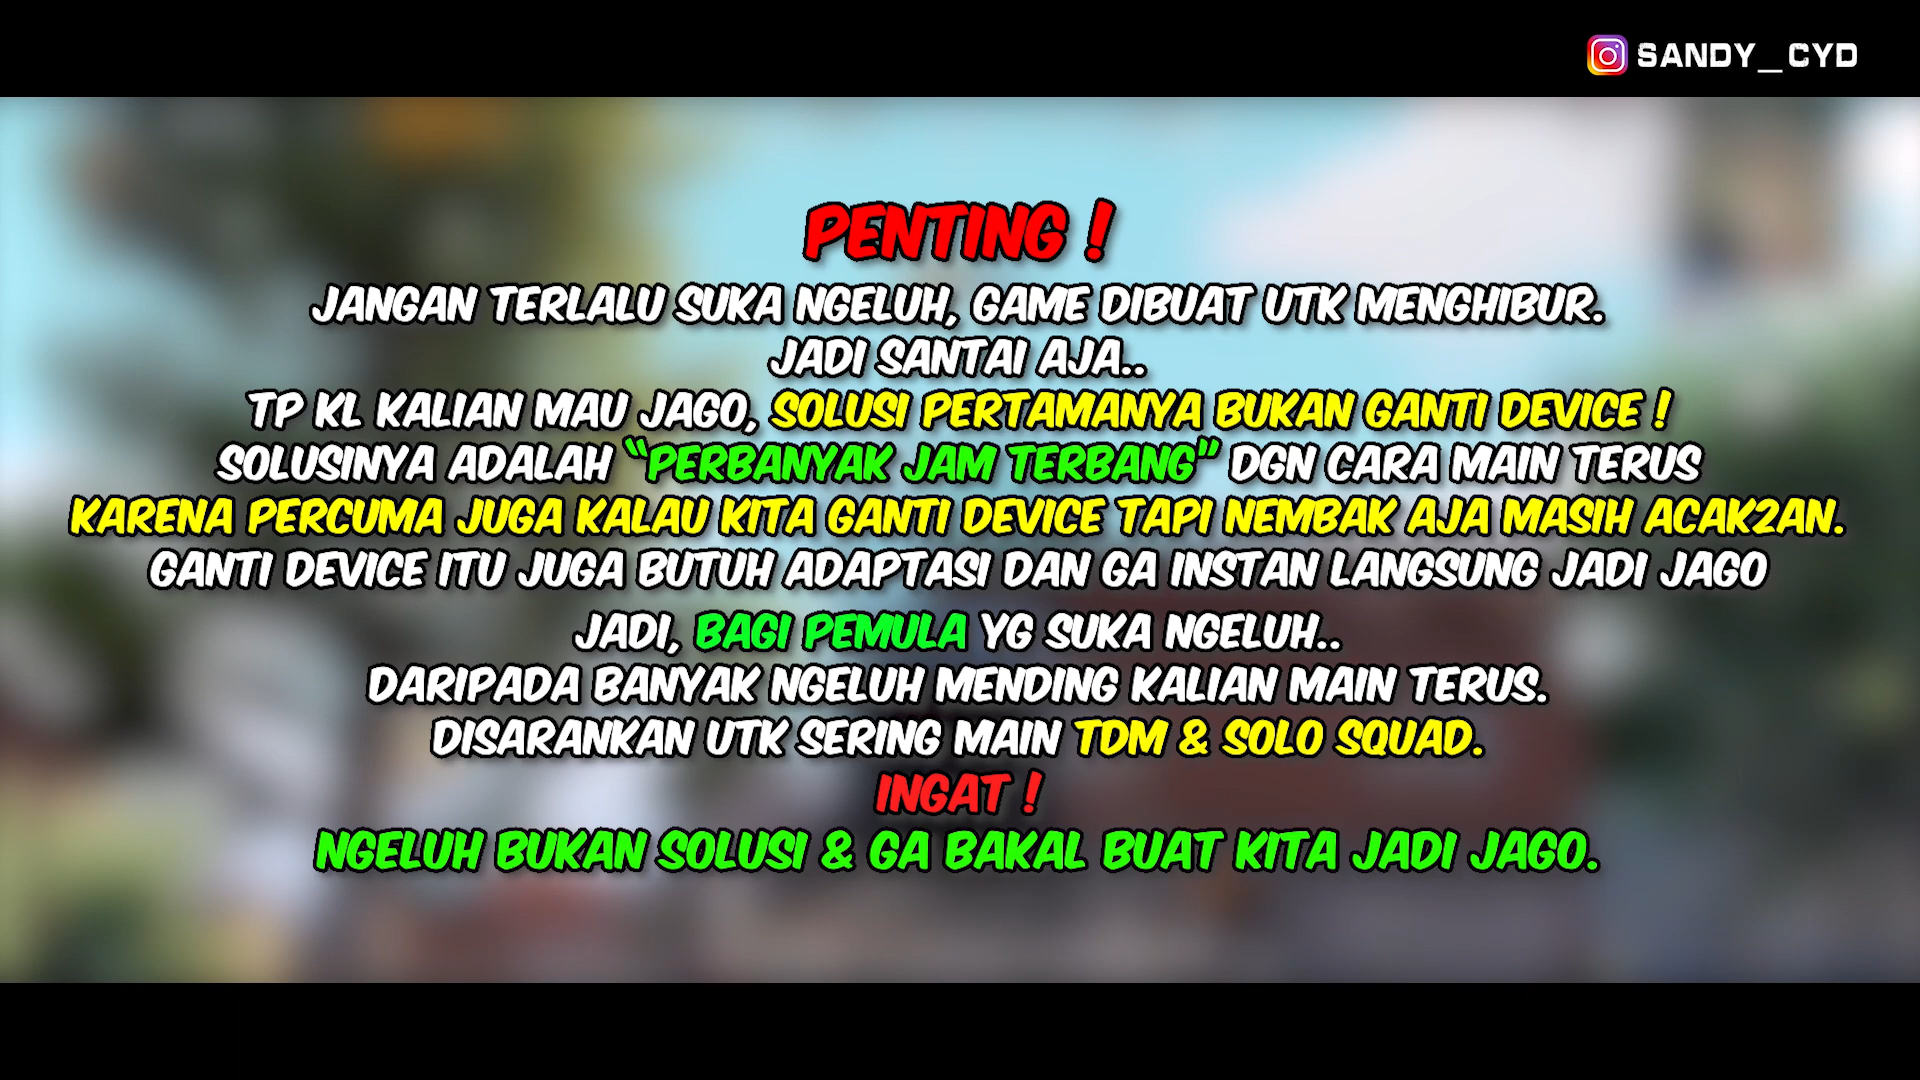 SANDY_CYD
PENTING !
JANGAN TERLALU SUKA NGELUH, GAME DIBUAT UTK MENGHIBUR.
JADI SANTAI AJA..
TP KL KALIAN MAU JAGO, SOLUSI PERTAMANYA BUKAN GANTI DEVICE !
SOLUSINYA ADALAH "PERBANYAK JAM TERBANG" DGN CARA MAIN TERUS
KARENA PERCUMA JUGA KALAU KITA GANTI DEVICE TAPI NEMBAK AJA MASIH ACAK2AN.
GANTI DEVICE ITU JUGA BUTUH ADAPTASI DAN GA INSTAN LANGSUNG JADI JAGO
JADI, BAGI PEMULA YG SUKA NGELUH..
DARIPADA BANYAK NGELUH MENDING KALIAN MAIN TERUS.
DISARANKAN UTK SERING MAIN TDM & SOLO SQUAD.
INGAT !
NGELUH BUKAN SOLUSI & GA BAKAL BUAT KITA JADI JAGO.